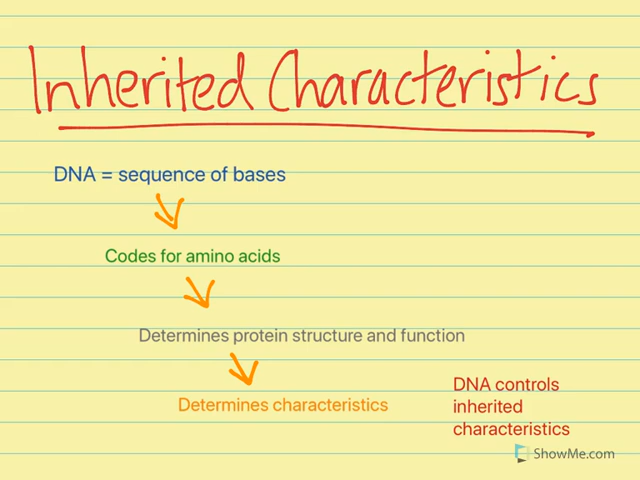 Inherited Characteristics
DNA = sequence of bases
Codes for amino acids
Determines protein structure and function
Determines characteristics
DNA controls
inherited
characteristics
ShowMe.com